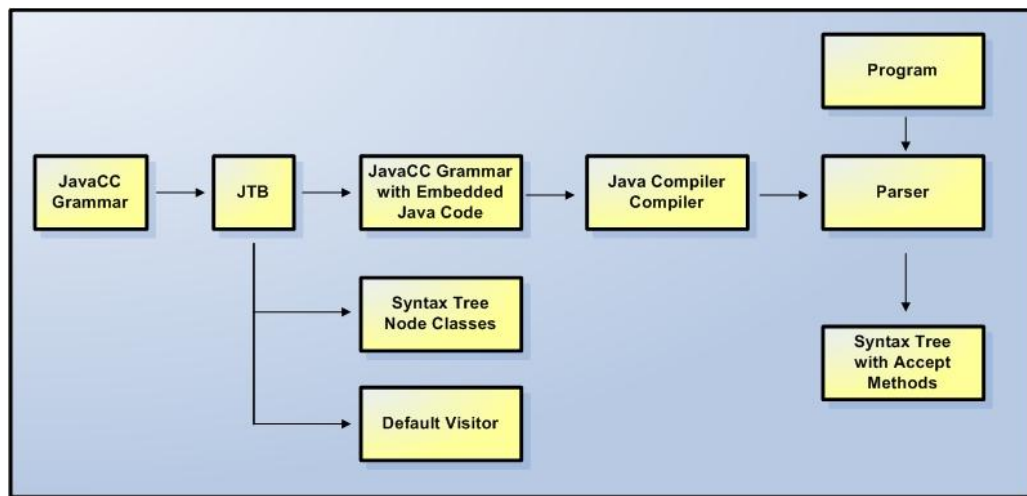 Program
JavaCC
Grammar
JTB
JavaCC Grammar
with Embedded
Java Code
Java Compiler
Compiler
Parser
Syntax Tree
Node Classes
Default Visitor
Syntax Tree
with Accept
Methods